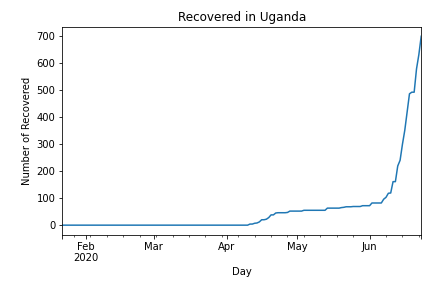 Recovered in Uganda
Number of Recovered
700
600
500
400
300
200
100
0
Feb
2020
Mar
Apr
May
Jun
Day